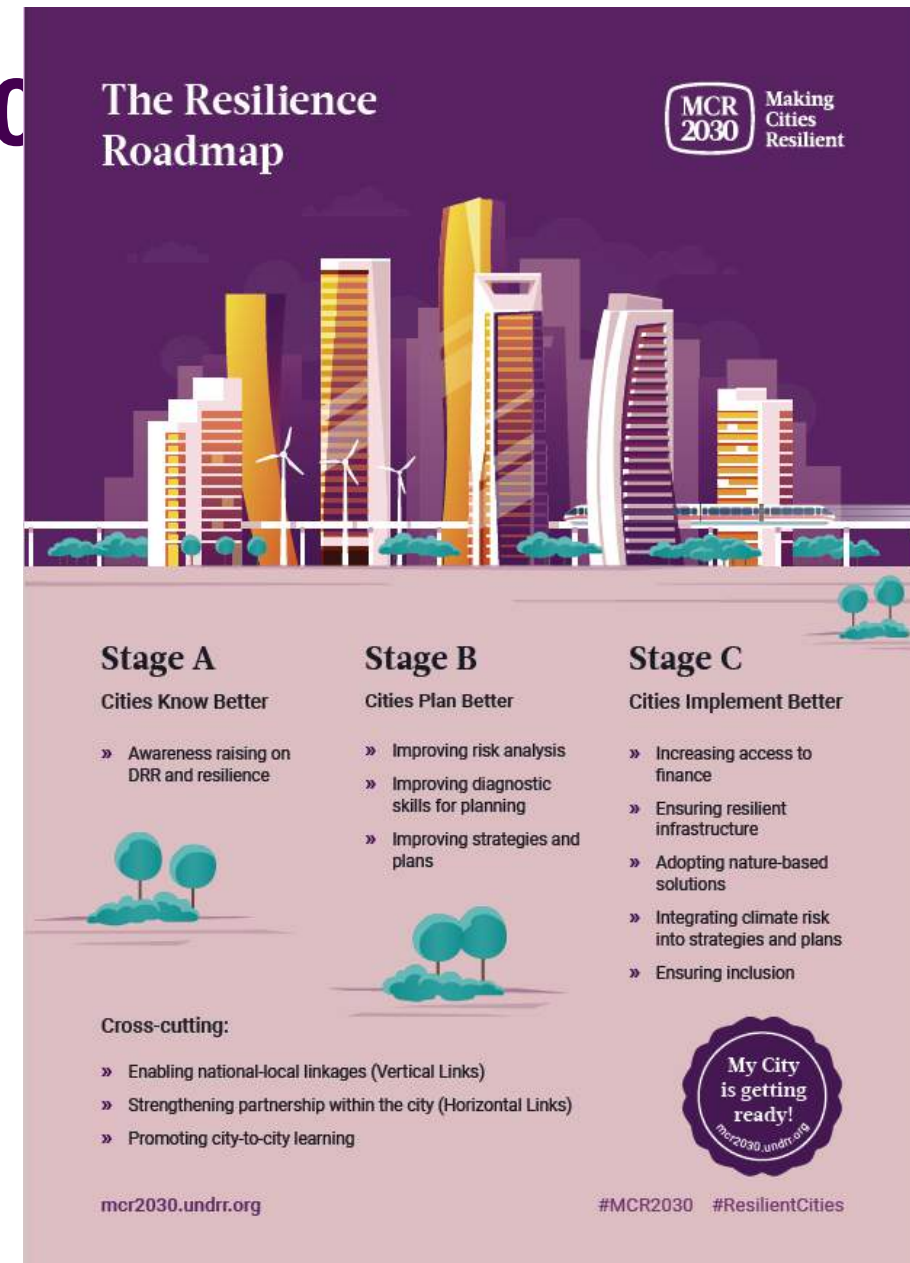 The Resilience
Roadmap
MCR
2030
Making
Cities
Resilient
Stage A
Cities Know Better
» Awareness raising on
DRR and resilience
Stage B
Cities Plan Better
» Improving risk analysis
» Improving diagnostic
skills for planning
» Improving strategies and
plans
Stage C
Cities Implement Better
» Increasing access to
finance
» Ensuring resilient
infrastructure
» Adopting nature-based
solutions
» Integrating climate risk
into strategies and plans
» Ensuring inclusion
Cross-cutting:
» Enabling national-local linkages (Vertical Links)
» Strengthening partnership within the city (Horizontal Links)
» Promoting city-to-city learning
My City
is getting
ready!
mcr2030.undrr.org
mcr2030.undrr.org
#MCR2030 #ResilientCities